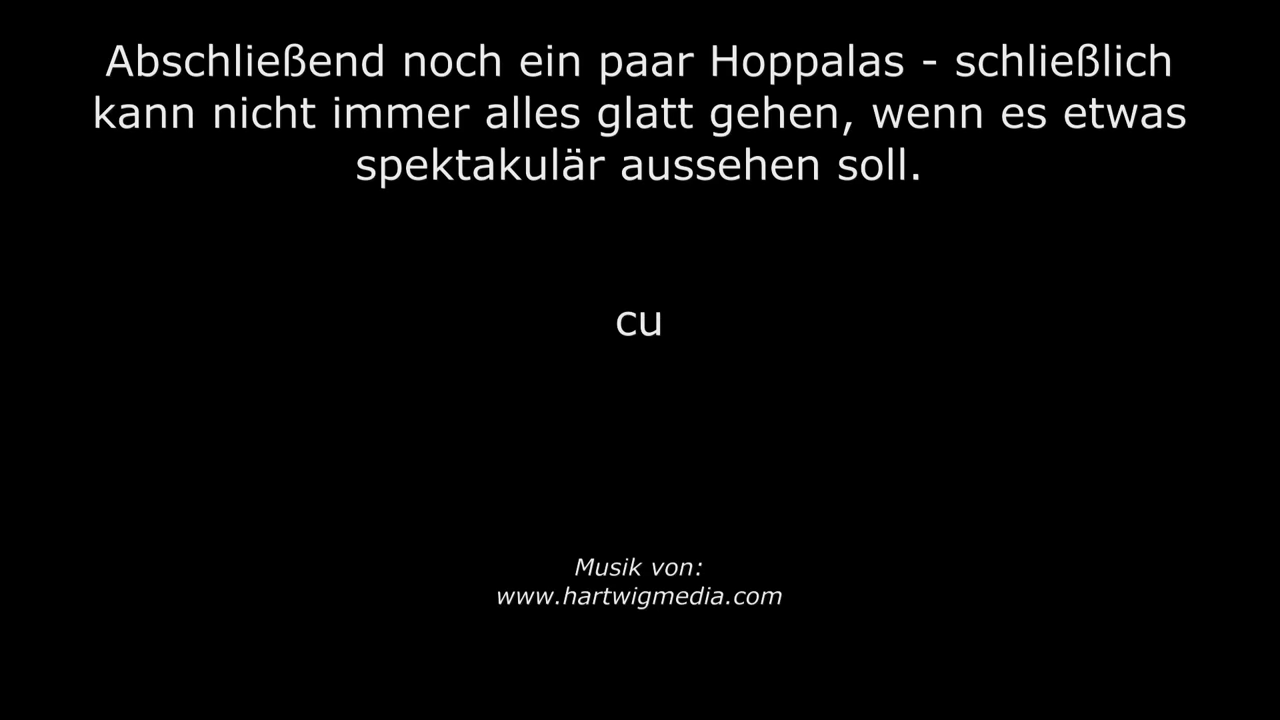 Abschließend noch ein paar Hoppalas - schließlich
kann nicht immer alles glatt gehen, wenn es etwas
spektakulär aussehen soll.
cu
Musik von:
www.hartwigmedia.com